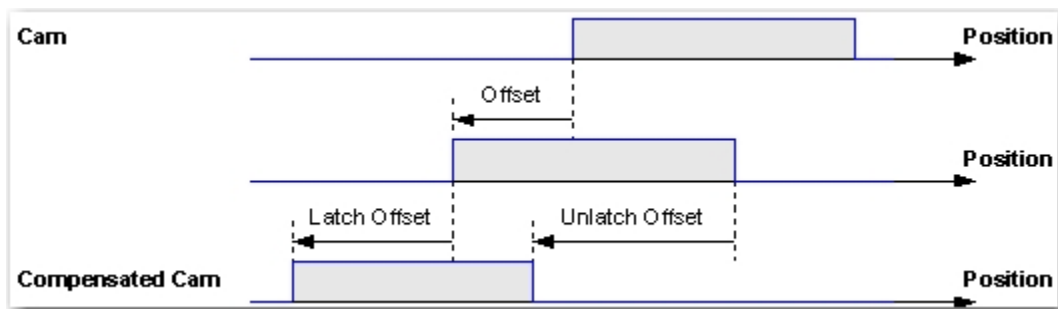 Cam Position
Offset
Position
Latch Offset Unlatch Offset
Compensated Cam Position